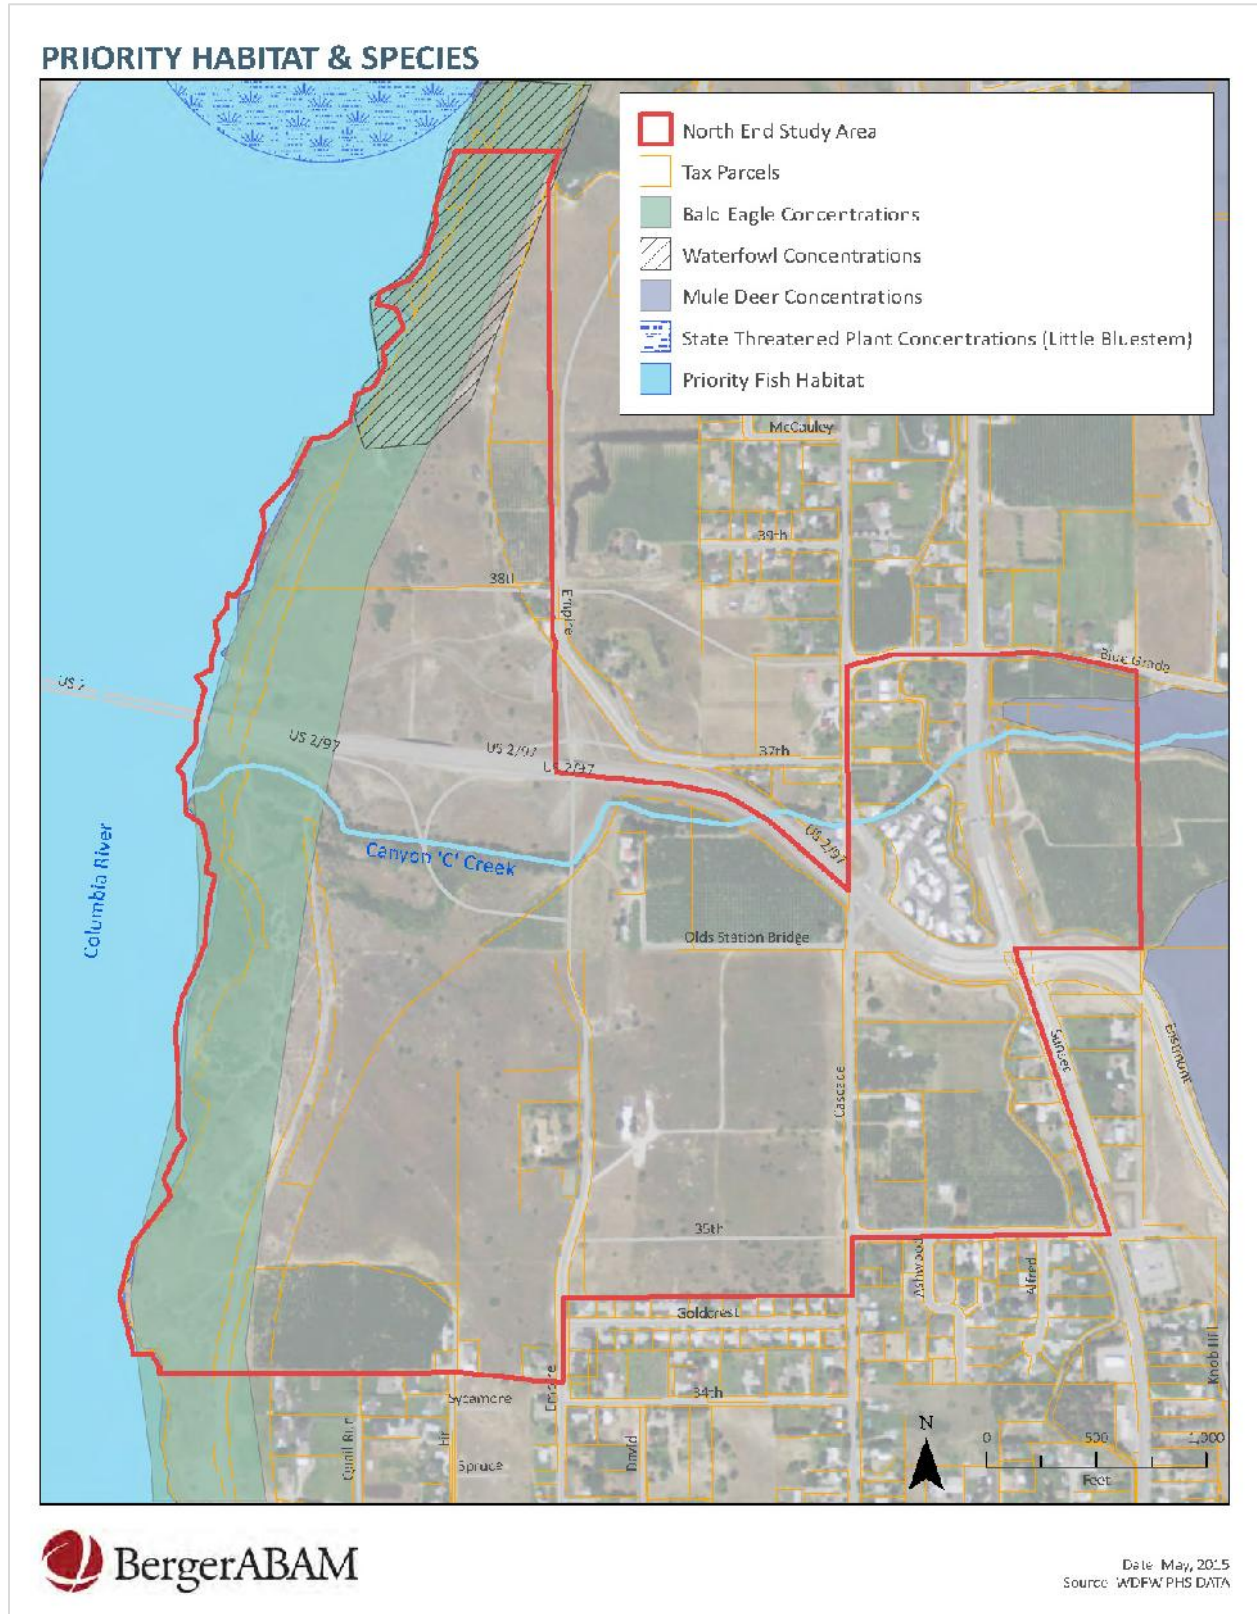 PRIORITY HABITAT & SPECIES
North End Study Area
Tax Parcels
Bald Eagle Concentrations
Waterfowl Concentrations
Mule Deer Concentrations
State Threatened Plant Concentrations (Little Bluestem)
Priority Fish Habitat
McCauley
39th
38th
Empire
Blue Grade
US 2
US 2/97
US 2/97
US 2/97
37th
US 2/97
Canyon 'C' Creek
Columbia River
Olds Station Bridge
Sunset
Eastmont
Cascade
35th
Ashwood
Alfred
Goldcrest
Knob Hill
Empire
34th
Sycamore
Quail Run
Fir
David
Spruce
N
0 500 1,000
Feet
BergerABAM
Date: May, 2015
Source: WDFW PHS DATA